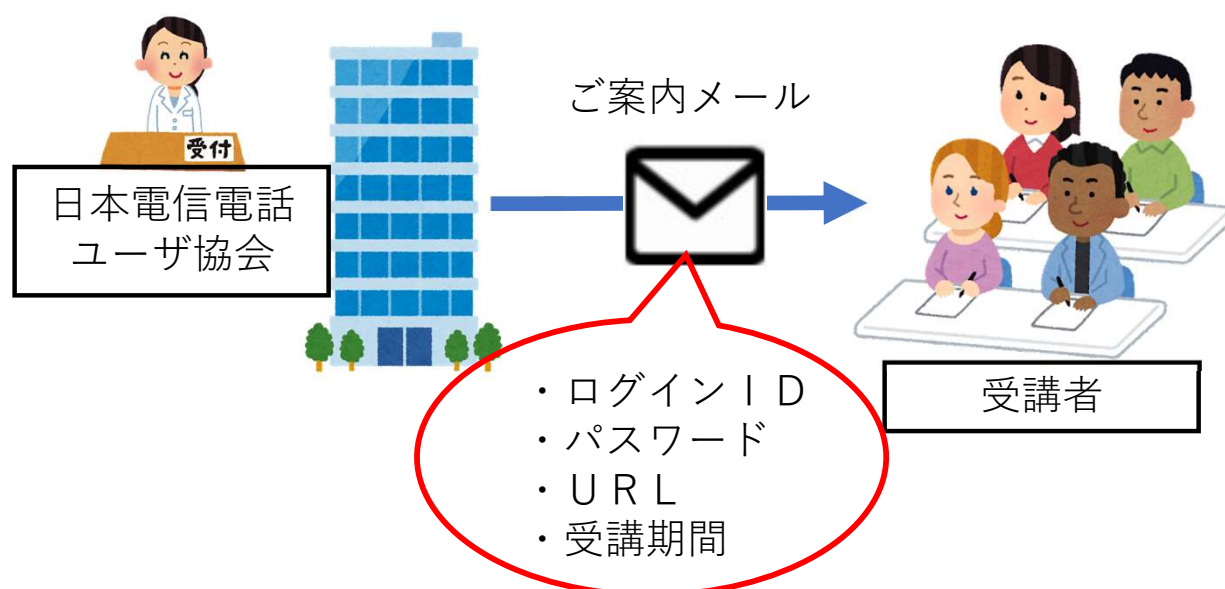 受付
日本電信電話
ユーザ協会
ご案内メール
・ログインＩＤ
・パスワード
・ＵＲＬ
・受講期間
受講者